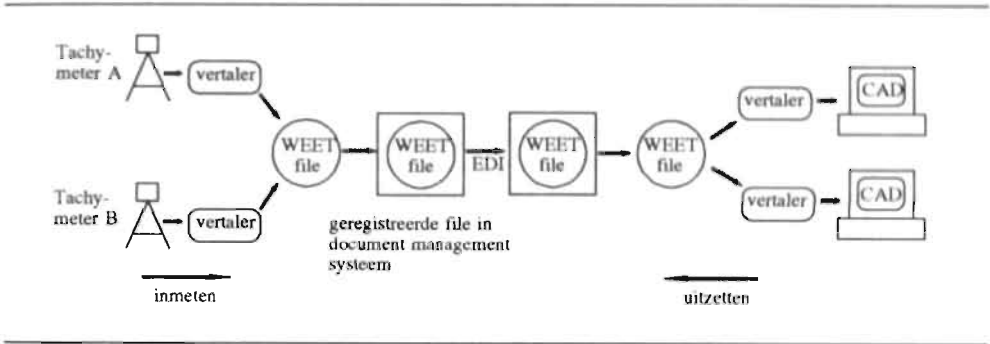 Tachy-
meter A
vertaler
WEET
file
WEET
file
EDI
WEET
file
WEET
file
vertaler
CAD
Tachy-
meter B
vertaler
vertaler
CAD
geregistreerde file in
document management
systeem
inmeten
uitzetten